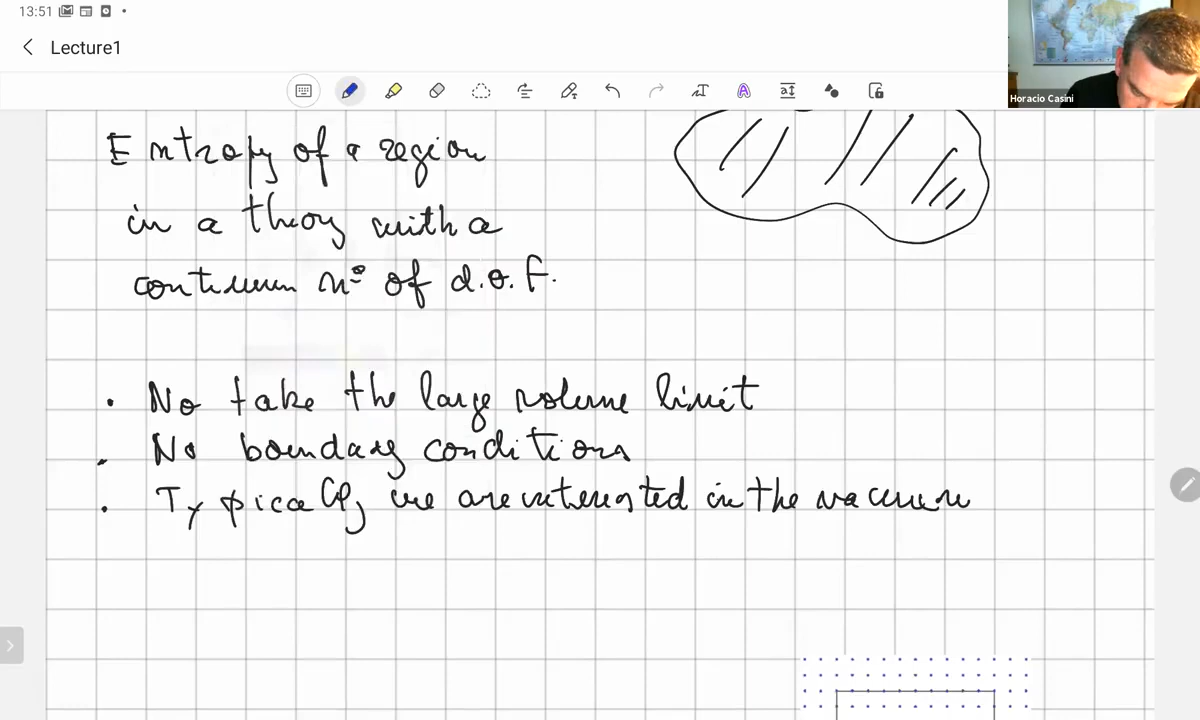 13:51
Lecture1
Horacio Casini
Entropy of a region
in a theory with a
continuum nº of d.o.f.
. No take the large volume limit
. No boundary conditions
. Typically we are interested in the vacuum